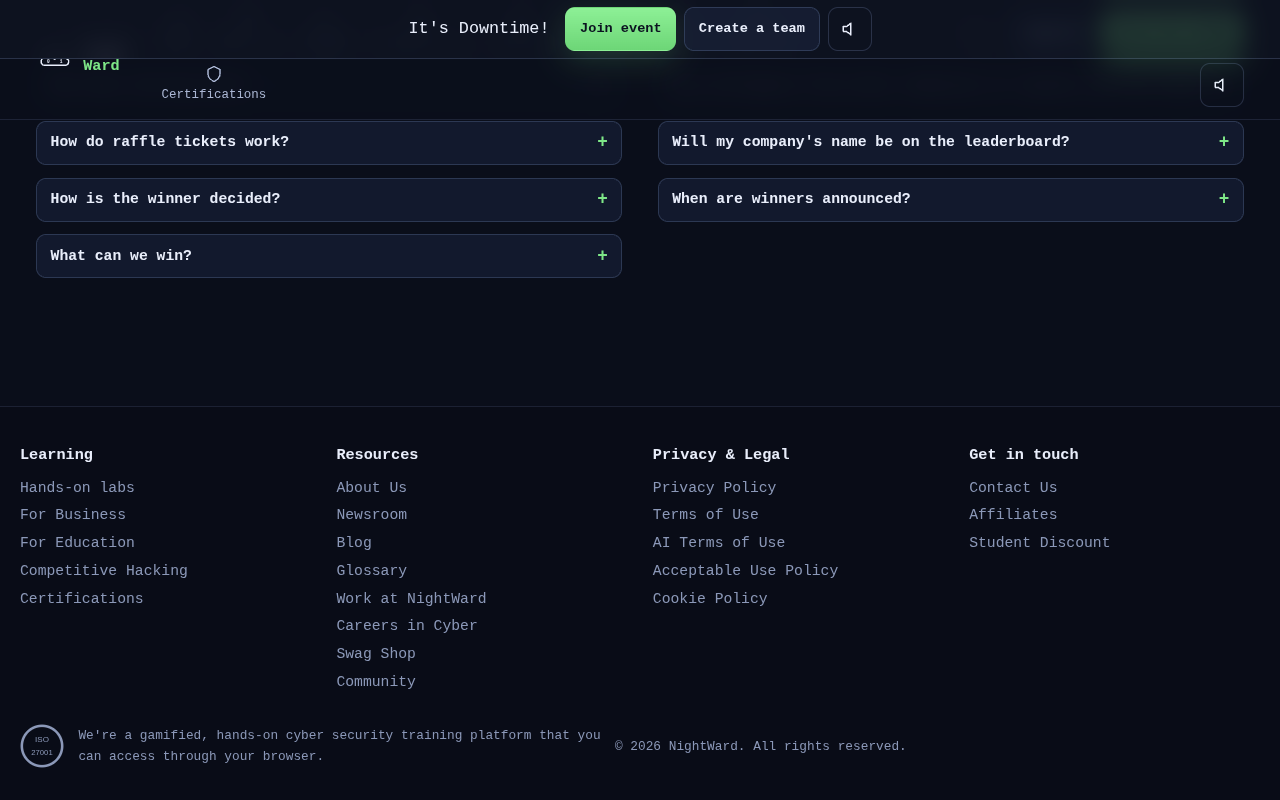 It's Downtime!
Join event
Create a team
Ward
Certifications
How do raffle tickets work?
+
Will my company's name be on the leaderboard?
+
How is the winner decided?
+
When are winners announced?
+
What can we win?
+
Learning
Hands-on labs
For Business
For Education
Competitive Hacking
Certifications
Resources
About Us
Newsroom
Blog
Glossary
Work at NightWard
Careers in Cyber
Swag Shop
Community
Privacy & Legal
Privacy Policy
Terms of Use
AI Terms of Use
Acceptable Use Policy
Cookie Policy
Get in touch
Contact Us
Affiliates
Student Discount
ISO
27001
We're a gamified, hands-on cyber security training platform that you
can access through your browser.
© 2026 NightWard. All rights reserved.